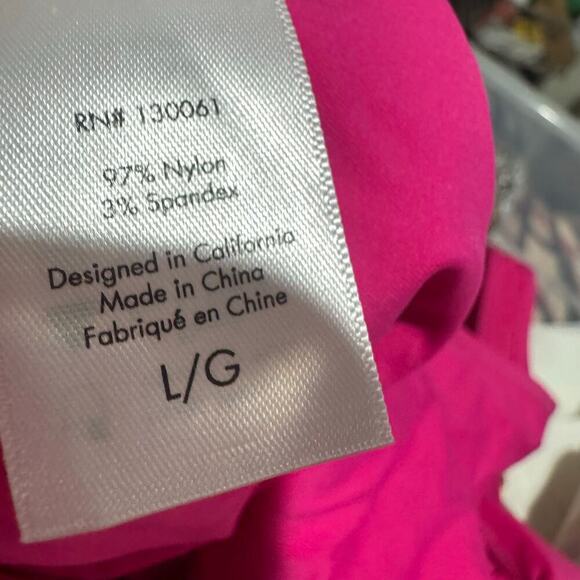 RN# 130061
97% Nylon
3% Spandex
Designed in California
Made in China
Fabriqué en Chine
L/G